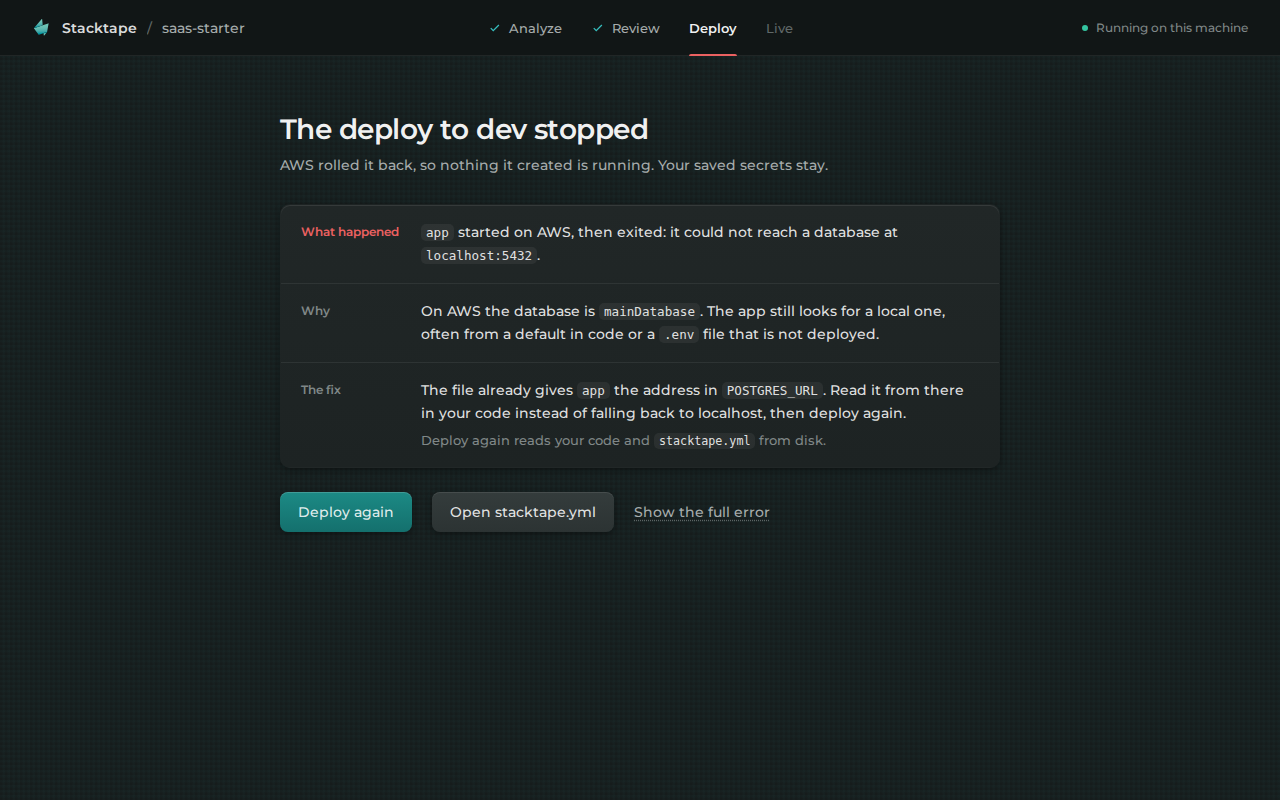 Stacktape / saas-starter
Analyze
Review
Deploy
Live
Running on this machine
The deploy to dev stopped
AWS rolled it back, so nothing it created is running. Your saved secrets stay.
What happened
app started on AWS, then exited: it could not reach a database at
localhost:5432.
Why
On AWS the database is mainDatabase. The app still looks for a local one,
often from a default in code or a .env file that is not deployed.
The fix
The file already gives app the address in POSTGRES_URL. Read it from there
in your code instead of falling back to localhost, then deploy again.
Deploy again reads your code and stacktape.yml from disk.
Deploy again
Open stacktape.yml
Show the full error